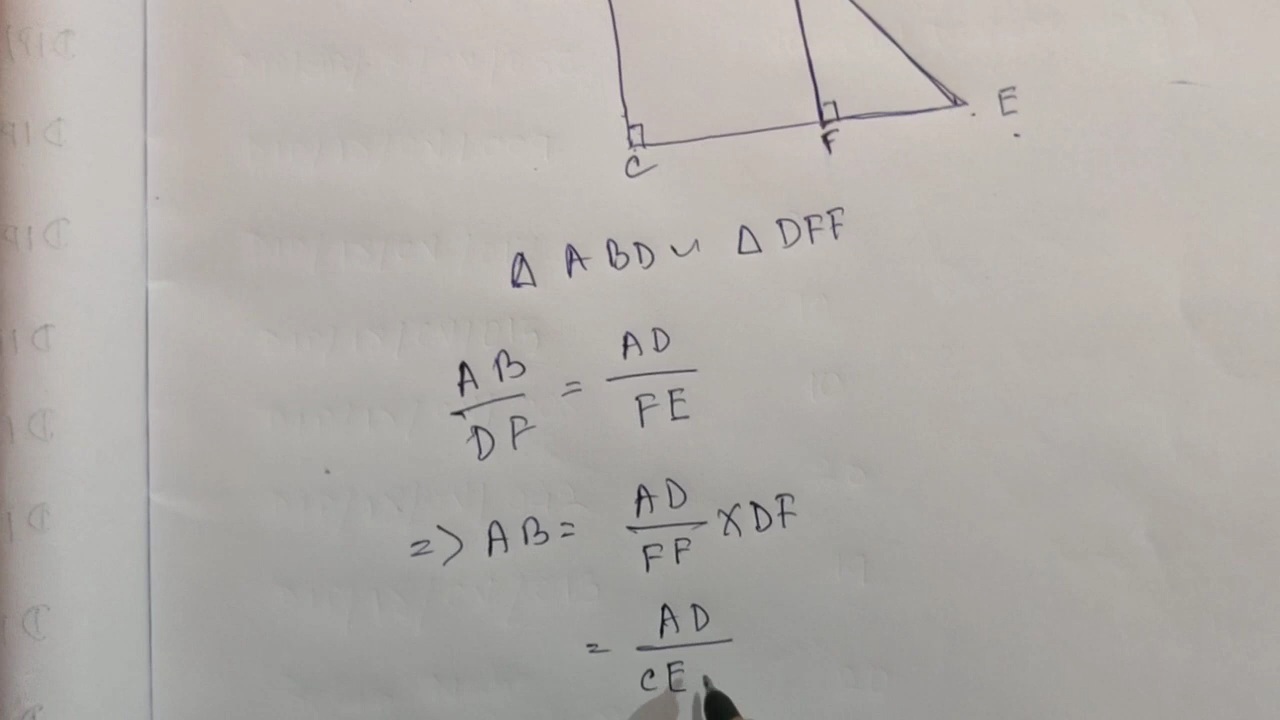 E
C F
Δ ABD ~ Δ DFF
AB/DF = AD/FE
=> AB = AD/FF × DF
= AD/CE